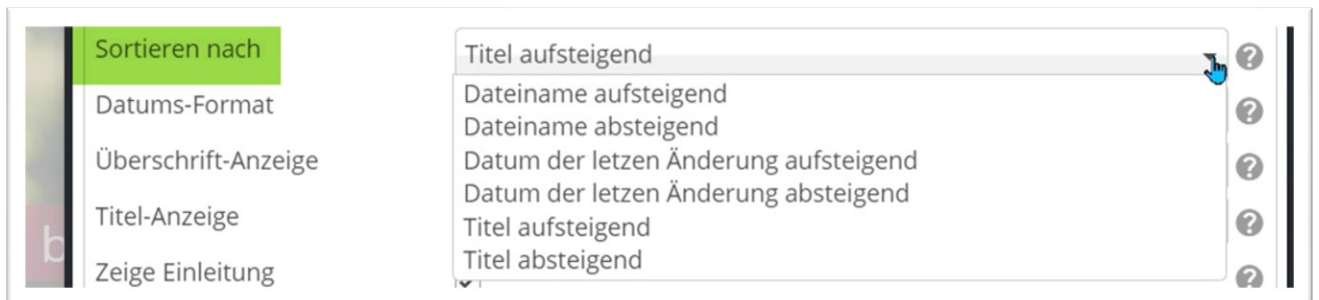 Sortieren nach
Titel aufsteigend
?
Datums-Format
?
Überschrift-Anzeige
?
Titel-Anzeige
?
Zeige Einleitung
?
Dateiname aufsteigend
Dateiname absteigend
Datum der letzen Änderung aufsteigend
Datum der letzen Änderung absteigend
Titel aufsteigend
Titel absteigend
b